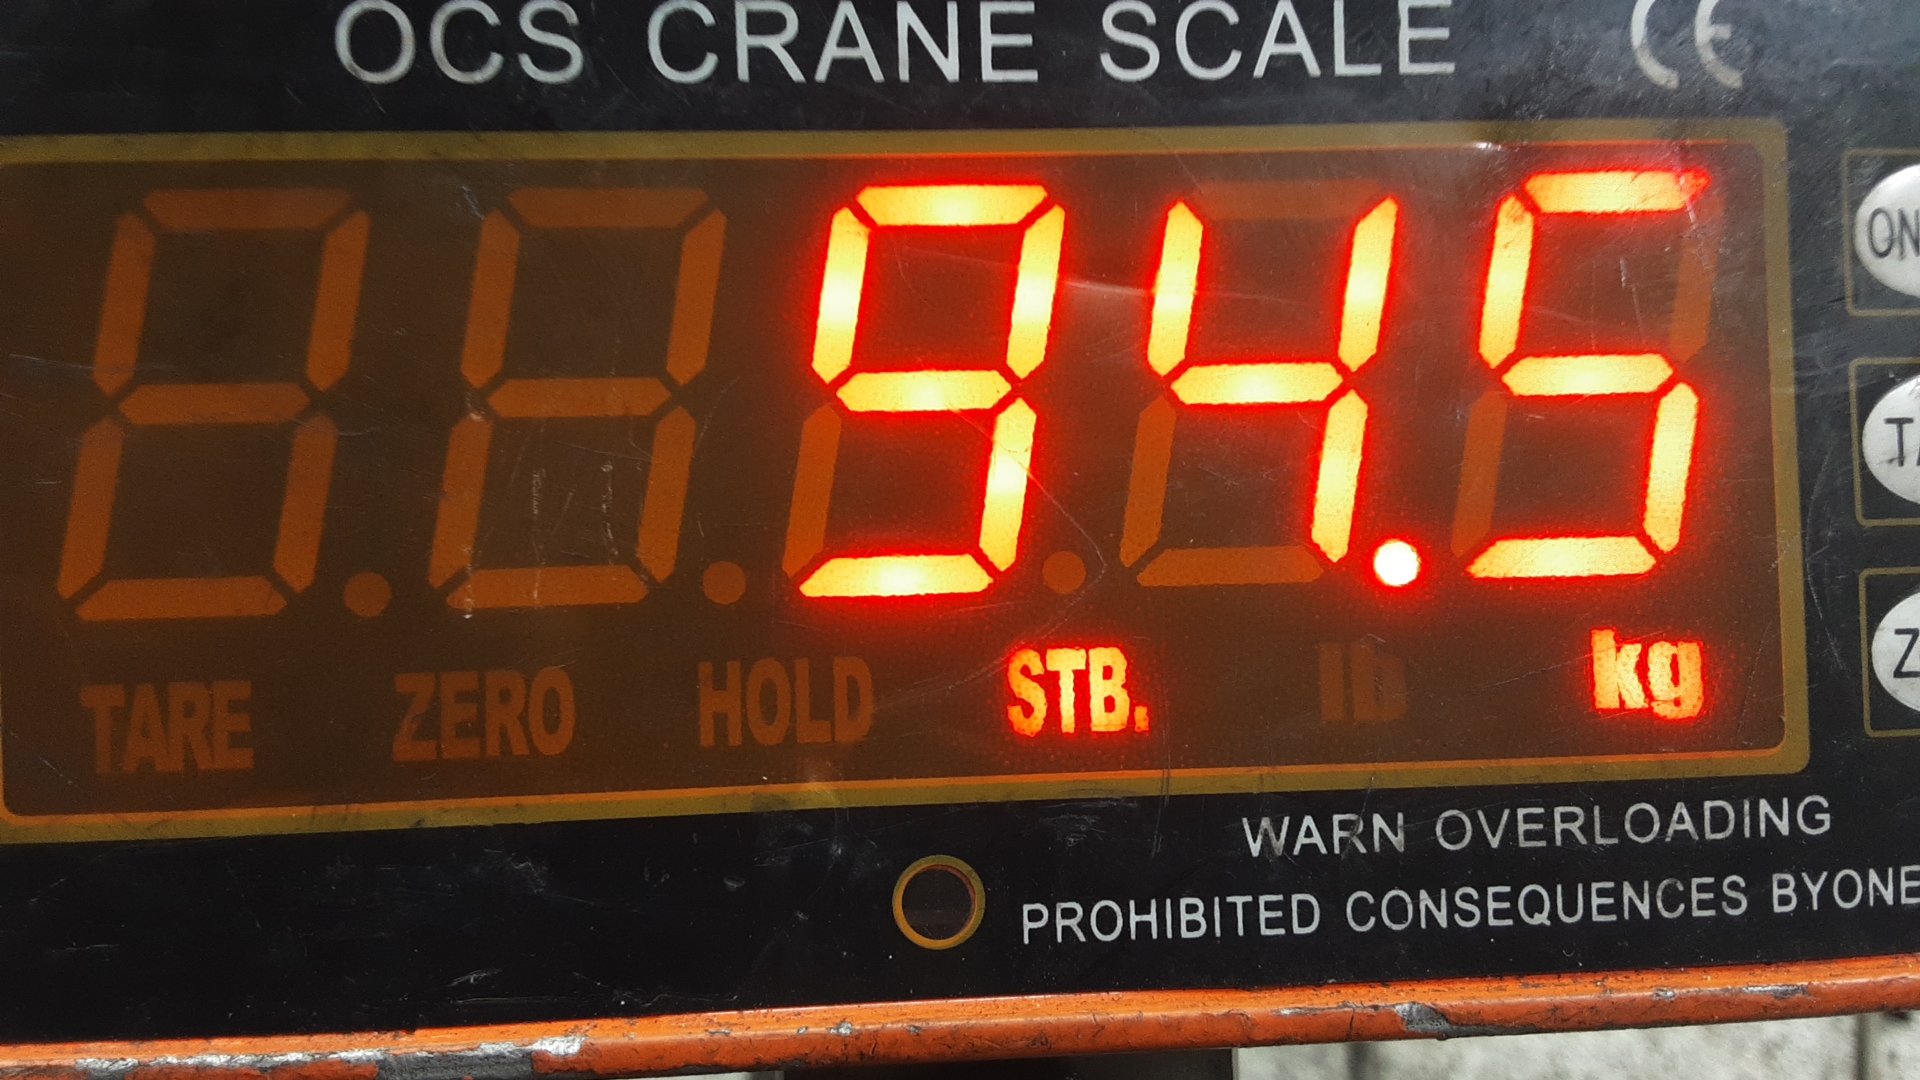 OCS CRANE SCALE CE
94.5
TARE ZERO HOLD STB. lb kg
WARN OVERLOADING
PROHIBITED CONSEQUENCES BYONE
ON